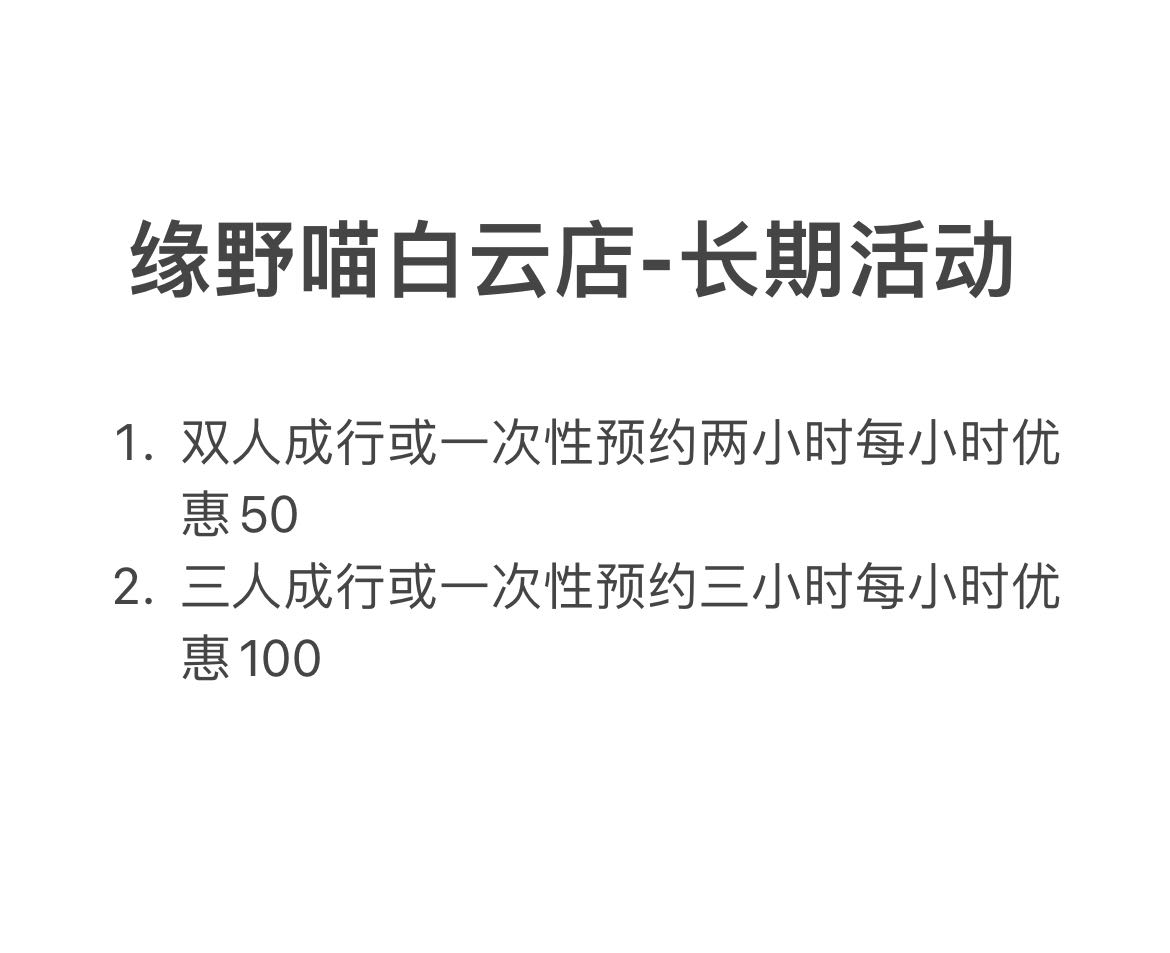 缘野喵白云店-长期活动
1. 双人成行或一次性预约两小时每小时优
惠50
2. 三人成行或一次性预约三小时每小时优
惠100